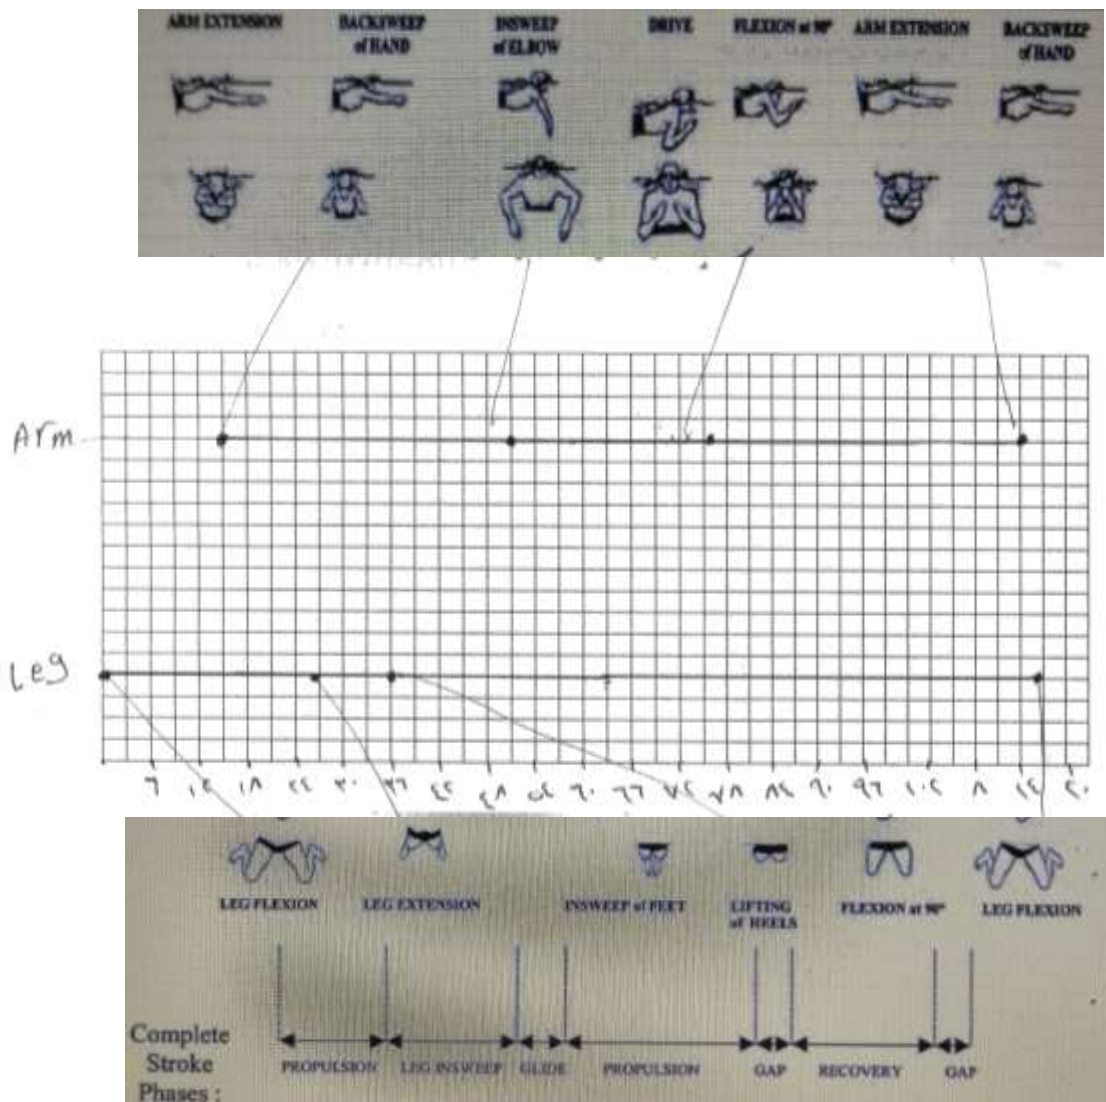 ARM EXTENSION BACKSWEEP of HAND INSWEEP of ELBOW DRIVE FLEXION at 90° ARM EXTENSION BACKSWEEP of HAND
Arm
Leg
٦ ١٢ ١٨ ٢٤ ٣٠ ٣٦ ٤٢ ٤٨ ٥٤ ٦٠ ٦٦ ٧٢ ٧٨ ٨٤ ٩٠ ٩٦ ١٠٢ ٨ ١٤ ٢٠
LEG FLEXION LEG EXTENSION INSWEEP of FEET LIFTING of HEELS FLEXION at 90° LEG FLEXION
Complete
Stroke
Phases :
PROPULSION LEG INSWEEP GLIDE PROPULSION GAP RECOVERY GAP